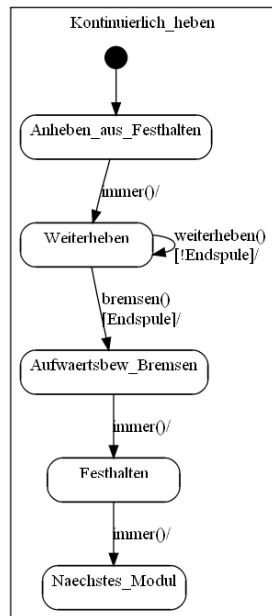 Kontinuierlich_heben
Anheben_aus_Festhalten
immer()/
Weiterheben
weiterheben()
[!Endspule]/
bremsen()
[Endspule]/
Aufwaertsbew_Bremsen
immer()/
Festhalten
immer()/
Naechstes_Modul